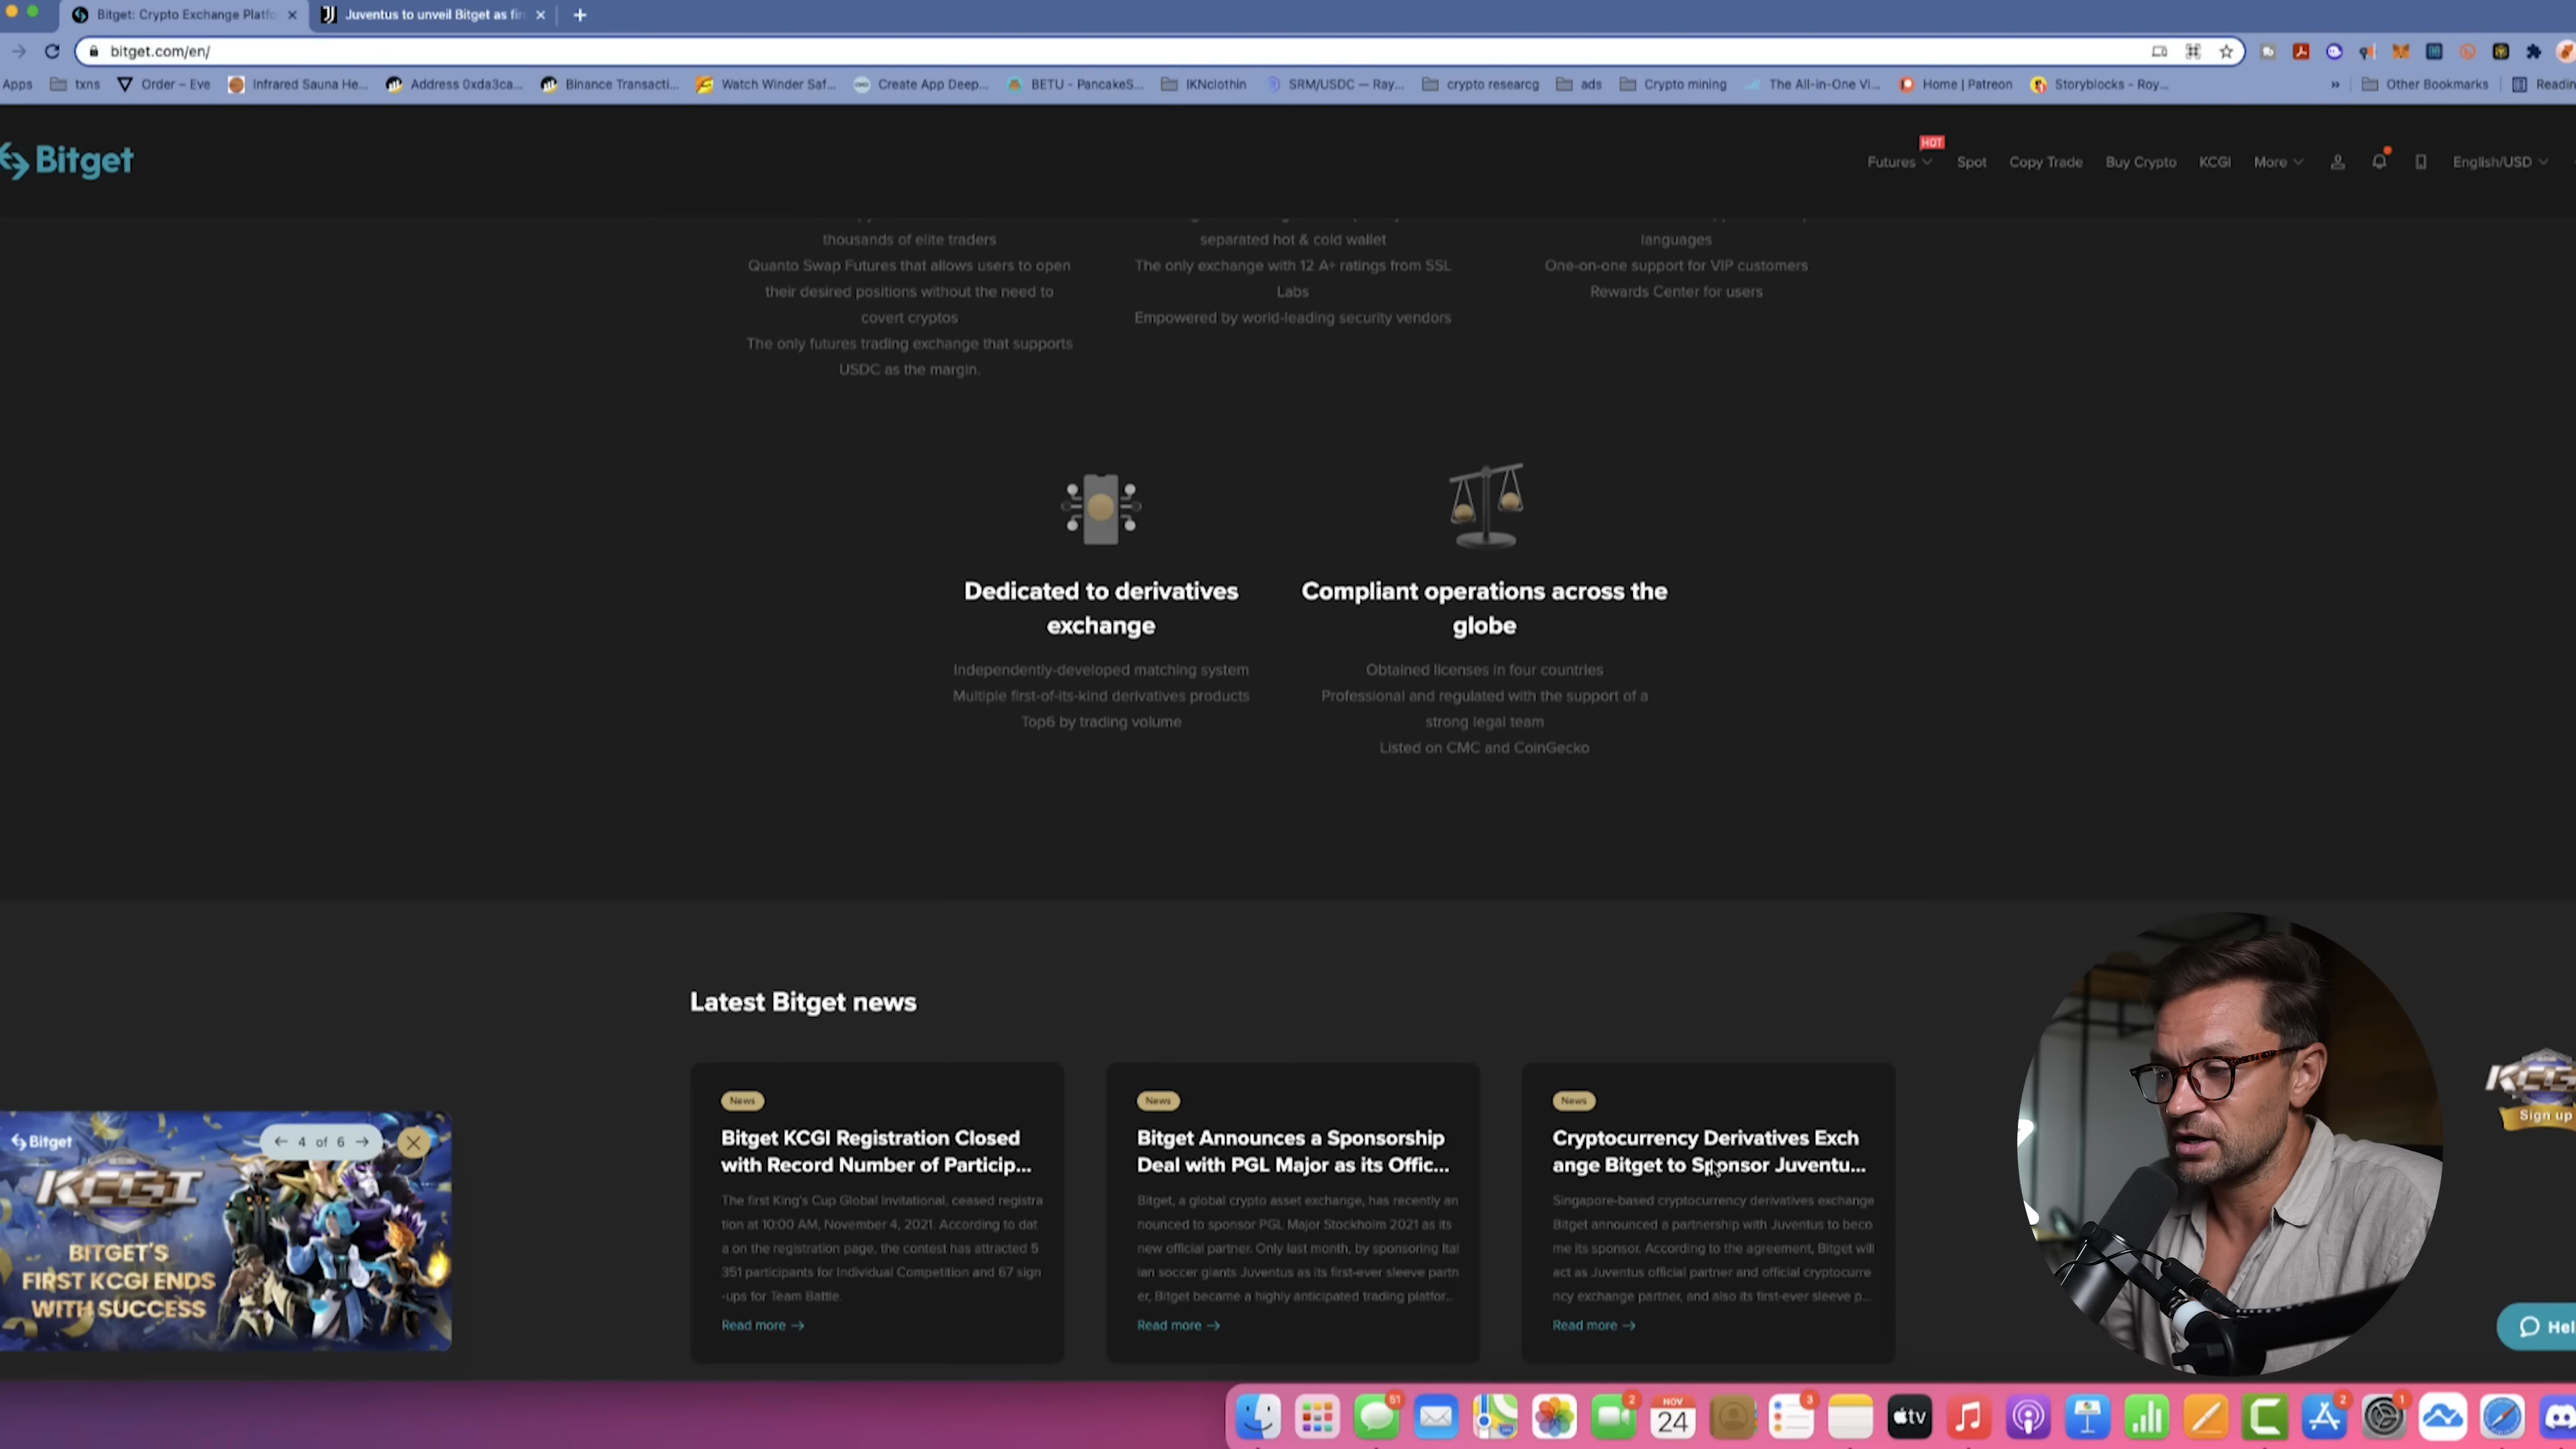 Bitget: Crypto Exchange Platfo
Juventus to unveil Bitget as fir
bitget.com/en/
Apps
txns
Order – Eve
Infrared Sauna He...
Address 0xda3ca...
Binance Transacti...
Watch Winder Saf...
Create App Deep...
BETU - PancakeS...
IKNclothin
SRM/USDC — Ray...
crypto researcg
ads
Crypto mining
The All-in-One Vi...
Home | Patreon
Storyblocks - Roy...
»
Other Bookmarks
Readin
Bitget
HOT
Futures
Spot
Copy Trade
Buy Crypto
KCGI
More
English/USD
thousands of elite traders
Quanto Swap Futures that allows users to open
their desired positions without the need to
covert cryptos
The only futures trading exchange that supports
USDC as the margin.
separated hot & cold wallet
The only exchange with 12 A+ ratings from SSL
Labs
Empowered by world-leading security vendors
languages
One-on-one support for VIP customers
Rewards Center for users
Dedicated to derivatives
exchange
Independently-developed matching system
Multiple first-of-its-kind derivatives products
Top6 by trading volume
Compliant operations across the
globe
Obtained licenses in four countries
Professional and regulated with the support of a
strong legal team
Listed on CMC and CoinGecko
Latest Bitget news
News
Bitget KCGI Registration Closed
with Record Number of Particip...
The first King's Cup Global Invitational, ceased registra
tion at 10:00 AM, November 4, 2021. According to dat
a on the registration page, the contest has attracted 5
351 participants for Individual Competition and 67 sign
-ups for Team Battle.
Read more →
News
Bitget Announces a Sponsorship
Deal with PGL Major as its Offic...
Bitget, a global crypto asset exchange, has recently an
nounced to sponsor PGL Major Stockholm 2021 as its
new official partner. Only last month, by sponsoring Ital
ian soccer giants Juventus as its first-ever sleeve partn
er, Bitget became a highly anticipated trading platfor...
Read more →
News
Cryptocurrency Derivatives Exch
ange Bitget to Sponsor Juventu...
Singapore-based cryptocurrency derivatives exchange
Bitget announced a partnership with Juventus to beco
me its sponsor. According to the agreement, Bitget will
act as Juventus official partner and official cryptocurre
ncy exchange partner, and also its first-ever sleeve p...
Read more →
Bitget
← 4 of 6 →
KCGI
BITGET'S
FIRST KCGI ENDS
WITH SUCCESS
KCG
Sign up
Hel
51
2
NOV
24
3
tv
2
1